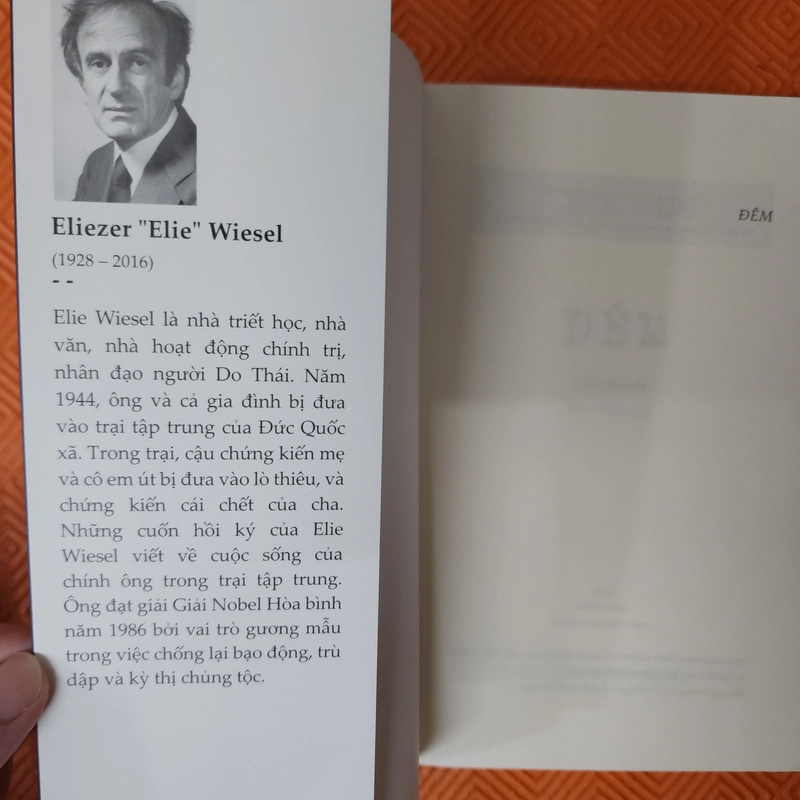 Eliezer "Elie" Wiesel
(1928 – 2016)
- -
Elie Wiesel là nhà triết học, nhà
văn, nhà hoạt động chính trị,
nhân đạo người Do Thái. Năm
1944, ông và cả gia đình bị đưa
vào trại tập trung của Đức Quốc
xã. Trong trại, cậu chứng kiến mẹ
và cô em út bị đưa vào lò thiêu, và
chứng kiến cái chết của cha.
Những cuốn hồi ký của Elie
Wiesel viết về cuộc sống của
chính ông trong trại tập trung.
Ông đạt giải Giải Nobel Hòa bình
năm 1986 bởi vai trò gương mẫu
trong việc chống lại bạo động, trù
dập và kỳ thị chủng tộc.
ĐÊM
ĐÊM